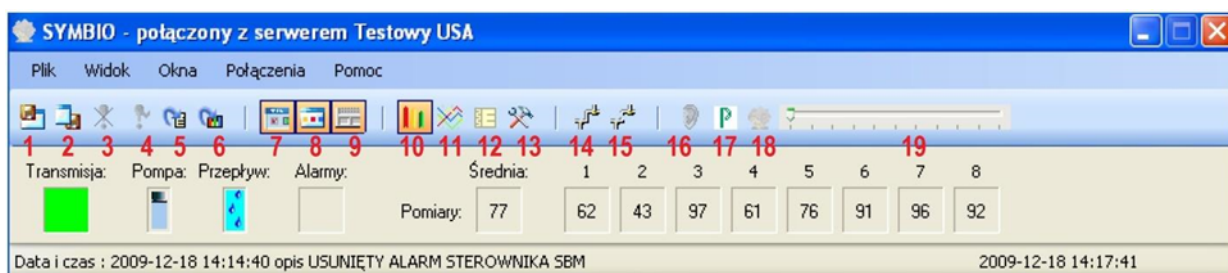 SYMBIO - połączony z serwerem Testowy USA
Plik Widok Okna Połączenia Pomoc
P
1 2 3 4 5 6 7 8 9 10 11 12 13 14 15 16 17 18 19
Transmisja: Pompa: Przepływ: Alarmy: Średnia: 1 2 3 4 5 6 7 8
Pomiary: 77 62 43 97 61 76 91 96 92
Data i czas : 2009-12-18 14:14:40 opis USUNIĘTY ALARM STEROWNIKA SBM 2009-12-18 14:17:41